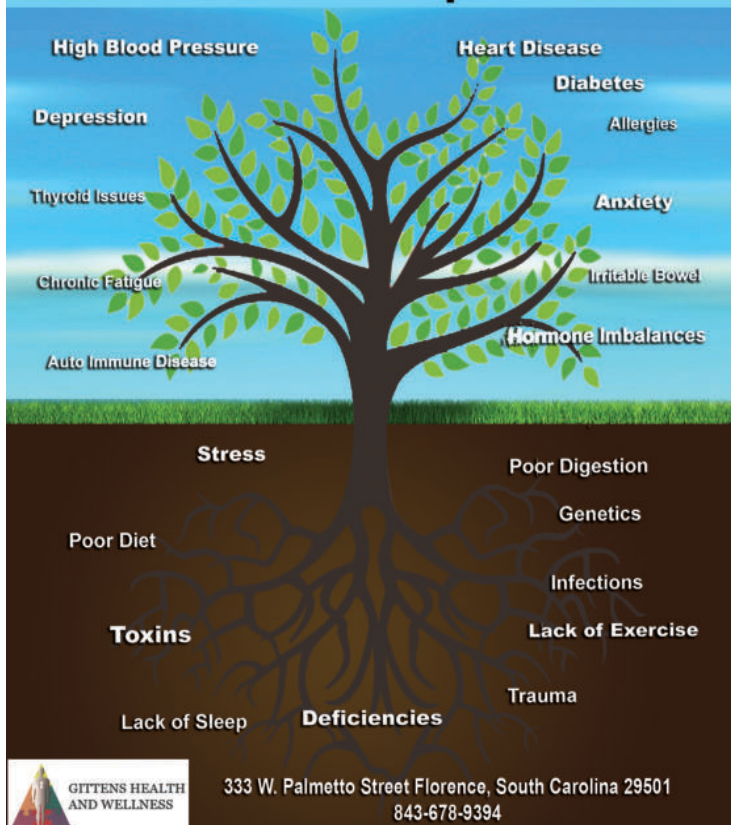 High Blood Pressure
Heart Disease
Diabetes
Depression
Allergies
Thyroid Issues
Anxiety
Chronic Fatigue
Irritable Bowel
Hormone Imbalances
Auto Immune Disease
Stress
Poor Digestion
Genetics
Poor Diet
Infections
Toxins
Lack of Exercise
Trauma
Lack of Sleep
Deficiencies
GITTENS HEALTH
AND WELLNESS
333 W. Palmetto Street Florence, South Carolina 29501
843-678-9394